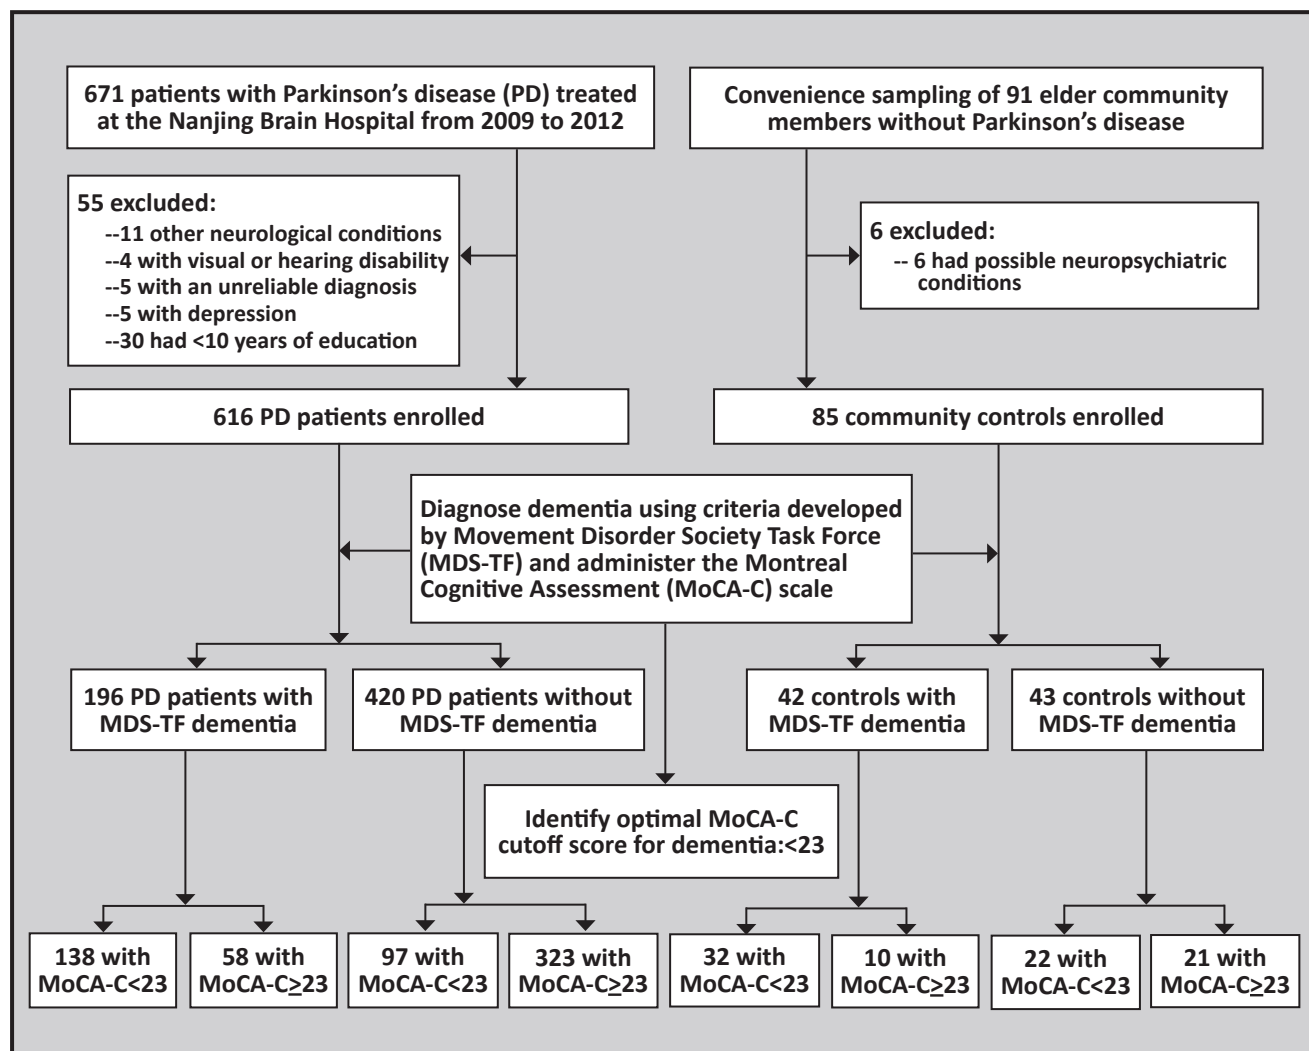 671 patients with Parkinson's disease (PD) treated
at the Nanjing Brain Hospital from 2009 to 2012
Convenience sampling of 91 elder community
members without Parkinson's disease
55 excluded:
--11 other neurological conditions
--4 with visual or hearing disability
--5 with an unreliable diagnosis
--5 with depression
--30 had <10 years of education
6 excluded:
-- 6 had possible neuropsychiatric
conditions
616 PD patients enrolled
85 community controls enrolled
Diagnose dementia using criteria developed
by Movement Disorder Society Task Force
(MDS-TF) and administer the Montreal
Cognitive Assessment (MoCA-C) scale
196 PD patients with
MDS-TF dementia
420 PD patients without
MDS-TF dementia
42 controls with
MDS-TF dementia
43 controls without
MDS-TF dementia
Identify optimal MoCA-C
cutoff score for dementia:<23
138 with
MoCA-C<23
58 with
MoCA-C≥23
97 with
MoCA-C<23
323 with
MoCA-C≥23
32 with
MoCA-C<23
10 with
MoCA-C≥23
22 with
MoCA-C<23
21 with
MoCA-C≥23